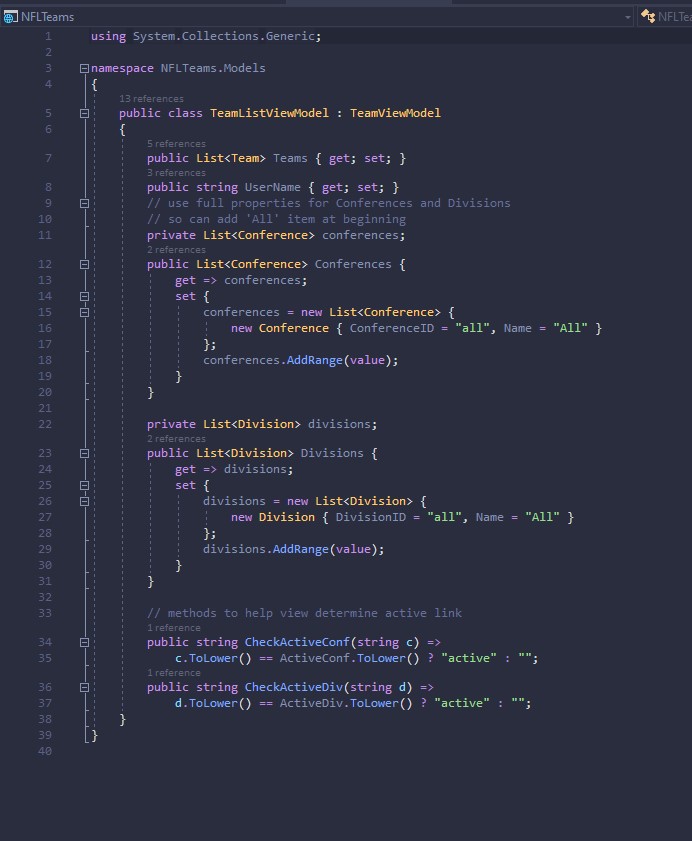 NFLTeams NFLTe
1 using System.Collections.Generic;
2
3 namespace NFLTeams.Models
4 {
13 references
5 public class TeamListViewModel : TeamViewModel
6 {
5 references
7 public List<Team> Teams { get; set; }
3 references
8 public string UserName { get; set; }
9 // use full properties for Conferences and Divisions
10 // so can add 'All' item at beginning
11 private List<Conference> conferences;
2 references
12 public List<Conference> Conferences {
13 get => conferences;
14 set {
15 conferences = new List<Conference> {
16 new Conference { ConferenceID = "all", Name = "All" }
17 };
18 conferences.AddRange(value);
19 }
20 }
21
22 private List<Division> divisions;
2 references
23 public List<Division> Divisions {
24 get => divisions;
25 set {
26 divisions = new List<Division> {
27 new Division { DivisionID = "all", Name = "All" }
28 };
29 divisions.AddRange(value);
30 }
31 }
32
33 // methods to help view determine active link
1 reference
34 public string CheckActiveConf(string c) =>
35 c.ToLower() == ActiveConf.ToLower() ? "active" : "";
1 reference
36 public string CheckActiveDiv(string d) =>
37 d.ToLower() == ActiveDiv.ToLower() ? "active" : "";
38 }
39 }
40